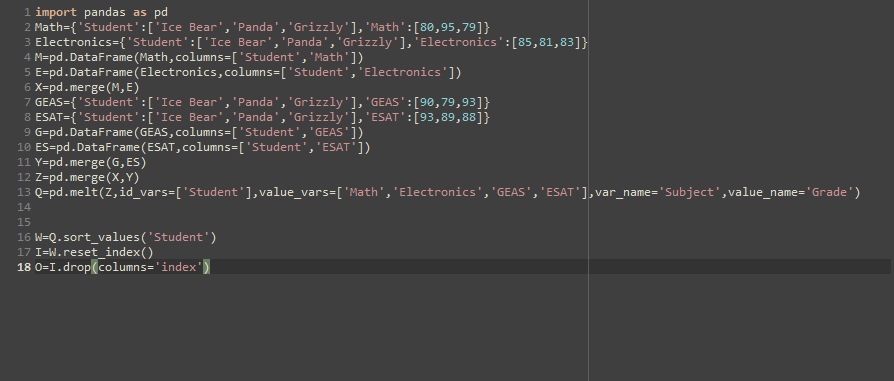 1 import pandas as pd
2 Math={'Student':['Ice Bear','Panda','Grizzly'],'Math':[80,95,79]}
3 Electronics={'Student':['Ice Bear','Panda','Grizzly'],'Electronics':[85,81,83]}
4 M=pd.DataFrame(Math,columns=['Student','Math'])
5 E=pd.DataFrame(Electronics,columns=['Student','Electronics'])
6 X=pd.merge(M,E)
7 GEAS={'Student':['Ice Bear','Panda','Grizzly'],'GEAS':[90,79,93]}
8 ESAT={'Student':['Ice Bear','Panda','Grizzly'],'ESAT':[93,89,88]}
9 G=pd.DataFrame(GEAS,columns=['Student','GEAS'])
10 ES=pd.DataFrame(ESAT,columns=['Student','ESAT'])
11 Y=pd.merge(G,ES)
12 Z=pd.merge(X,Y)
13 Q=pd.melt(Z,id_vars=['Student'],value_vars=['Math','Electronics','GEAS','ESAT'],var_name='Subject',value_name='Grade')
14
15
16 W=Q.sort_values('Student')
17 I=W.reset_index()
18 O=I.drop(columns='index')